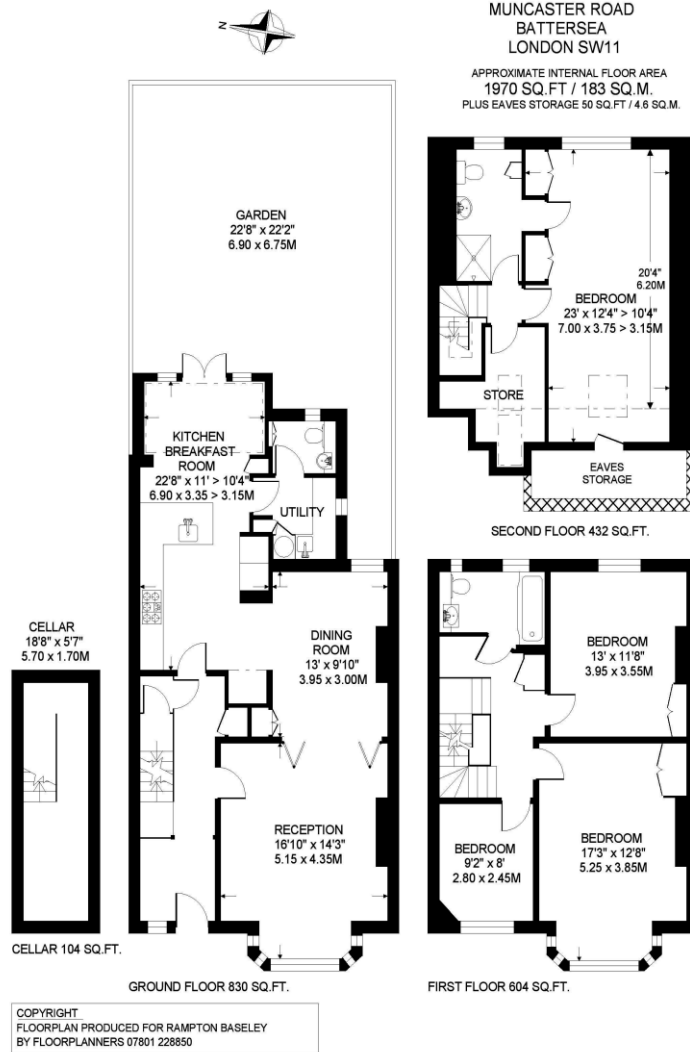 MUNCASTER ROAD
BATTERSEA
LONDON SW11
APPROXIMATE INTERNAL FLOOR AREA
1970 SQ.FT / 183 SQ.M.
PLUS EAVES STORAGE 50 SQ.FT / 4.6 SQ.M.
N
GARDEN
22'8" x 22'2"
6.90 x 6.75M
20'4"
6.20M
BEDROOM
23' x 12'4" > 10'4"
7.00 x 3.75 > 3.15M
STORE
EAVES
STORAGE
SECOND FLOOR 432 SQ.FT.
KITCHEN
BREAKFAST
ROOM
22'8" x 11' > 10'4"
6.90 x 3.35 > 3.15M
UTILITY
CELLAR
18'8" x 5'7"
5.70 x 1.70M
DINING
ROOM
13' x 9'10"
3.95 x 3.00M
BEDROOM
13' x 11'8"
3.95 x 3.55M
RECEPTION
16'10" x 14'3"
5.15 x 4.35M
BEDROOM
9'2" x 8'
2.80 x 2.45M
BEDROOM
17'3" x 12'8"
5.25 x 3.85M
CELLAR 104 SQ.FT.
GROUND FLOOR 830 SQ.FT.
FIRST FLOOR 604 SQ.FT.
COPYRIGHT
FLOORPLAN PRODUCED FOR RAMPTON BASELEY
BY FLOORPLANNERS 07801 228850